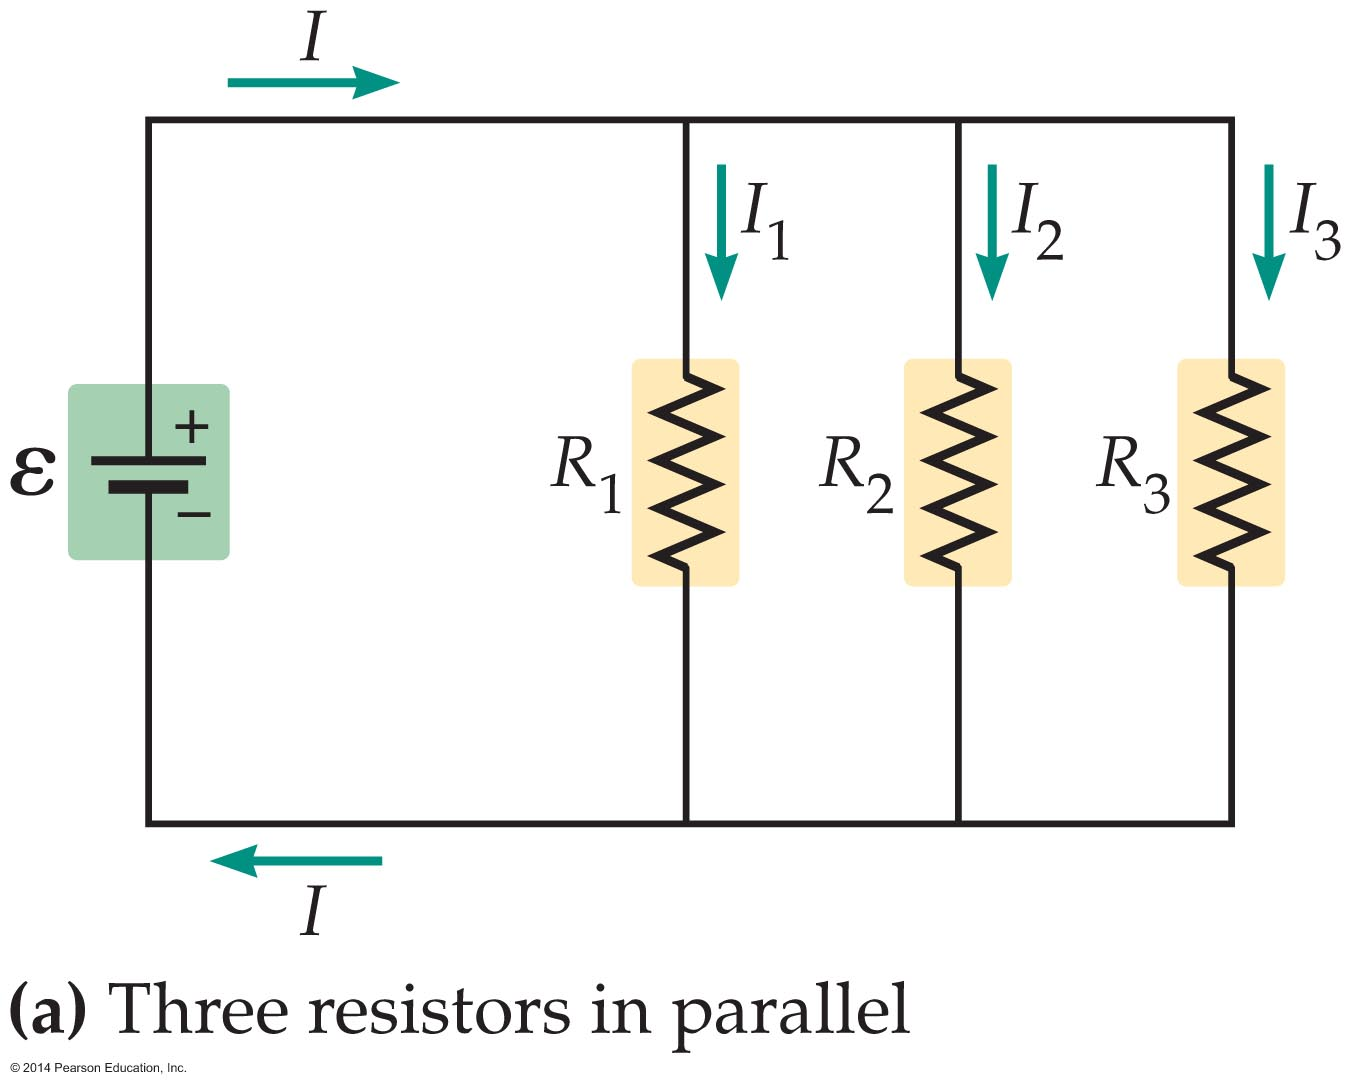 I
I₁ I₂ I₃
+
ε R₁ R₂ R₃
−
I
(a) Three resistors in parallel
© 2014 Pearson Education, Inc.